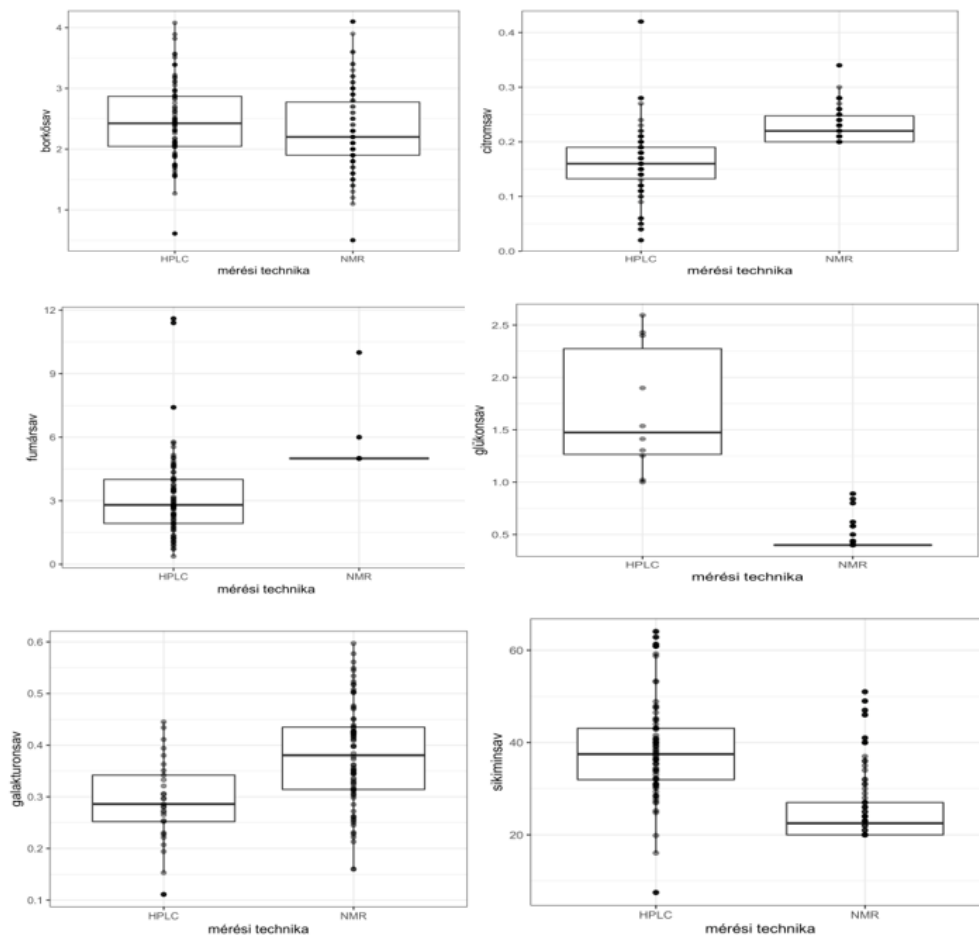 borkősav
4
3
2
1
HPLC
NMR
mérési technika
citromsav
0.4
0.3
0.2
0.1
0.0
HPLC
NMR
mérési technika
fumársav
12
9
6
3
0
HPLC
NMR
mérési technika
glükonsav
2.5
2.0
1.5
1.0
0.5
HPLC
NMR
mérési technika
galakturonsav
0.6
0.5
0.4
0.3
0.2
0.1
HPLC
NMR
mérési technika
sikiminsav
60
40
20
HPLC
NMR
mérési technika